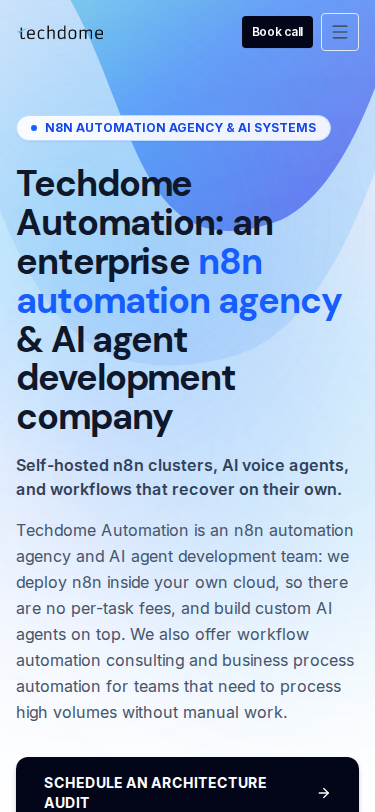 techdome
Book call
N8N AUTOMATION AGENCY & AI SYSTEMS
Techdome
Automation: an
enterprise n8n
automation agency
& AI agent
development
company
Self-hosted n8n clusters, AI voice agents,
and workflows that recover on their own.
Techdome Automation is an n8n automation
agency and AI agent development team: we
deploy n8n inside your own cloud, so there
are no per-task fees, and build custom AI
agents on top. We also offer workflow
automation consulting and business process
automation for teams that need to process
high volumes without manual work.
SCHEDULE AN ARCHITECTURE
AUDIT